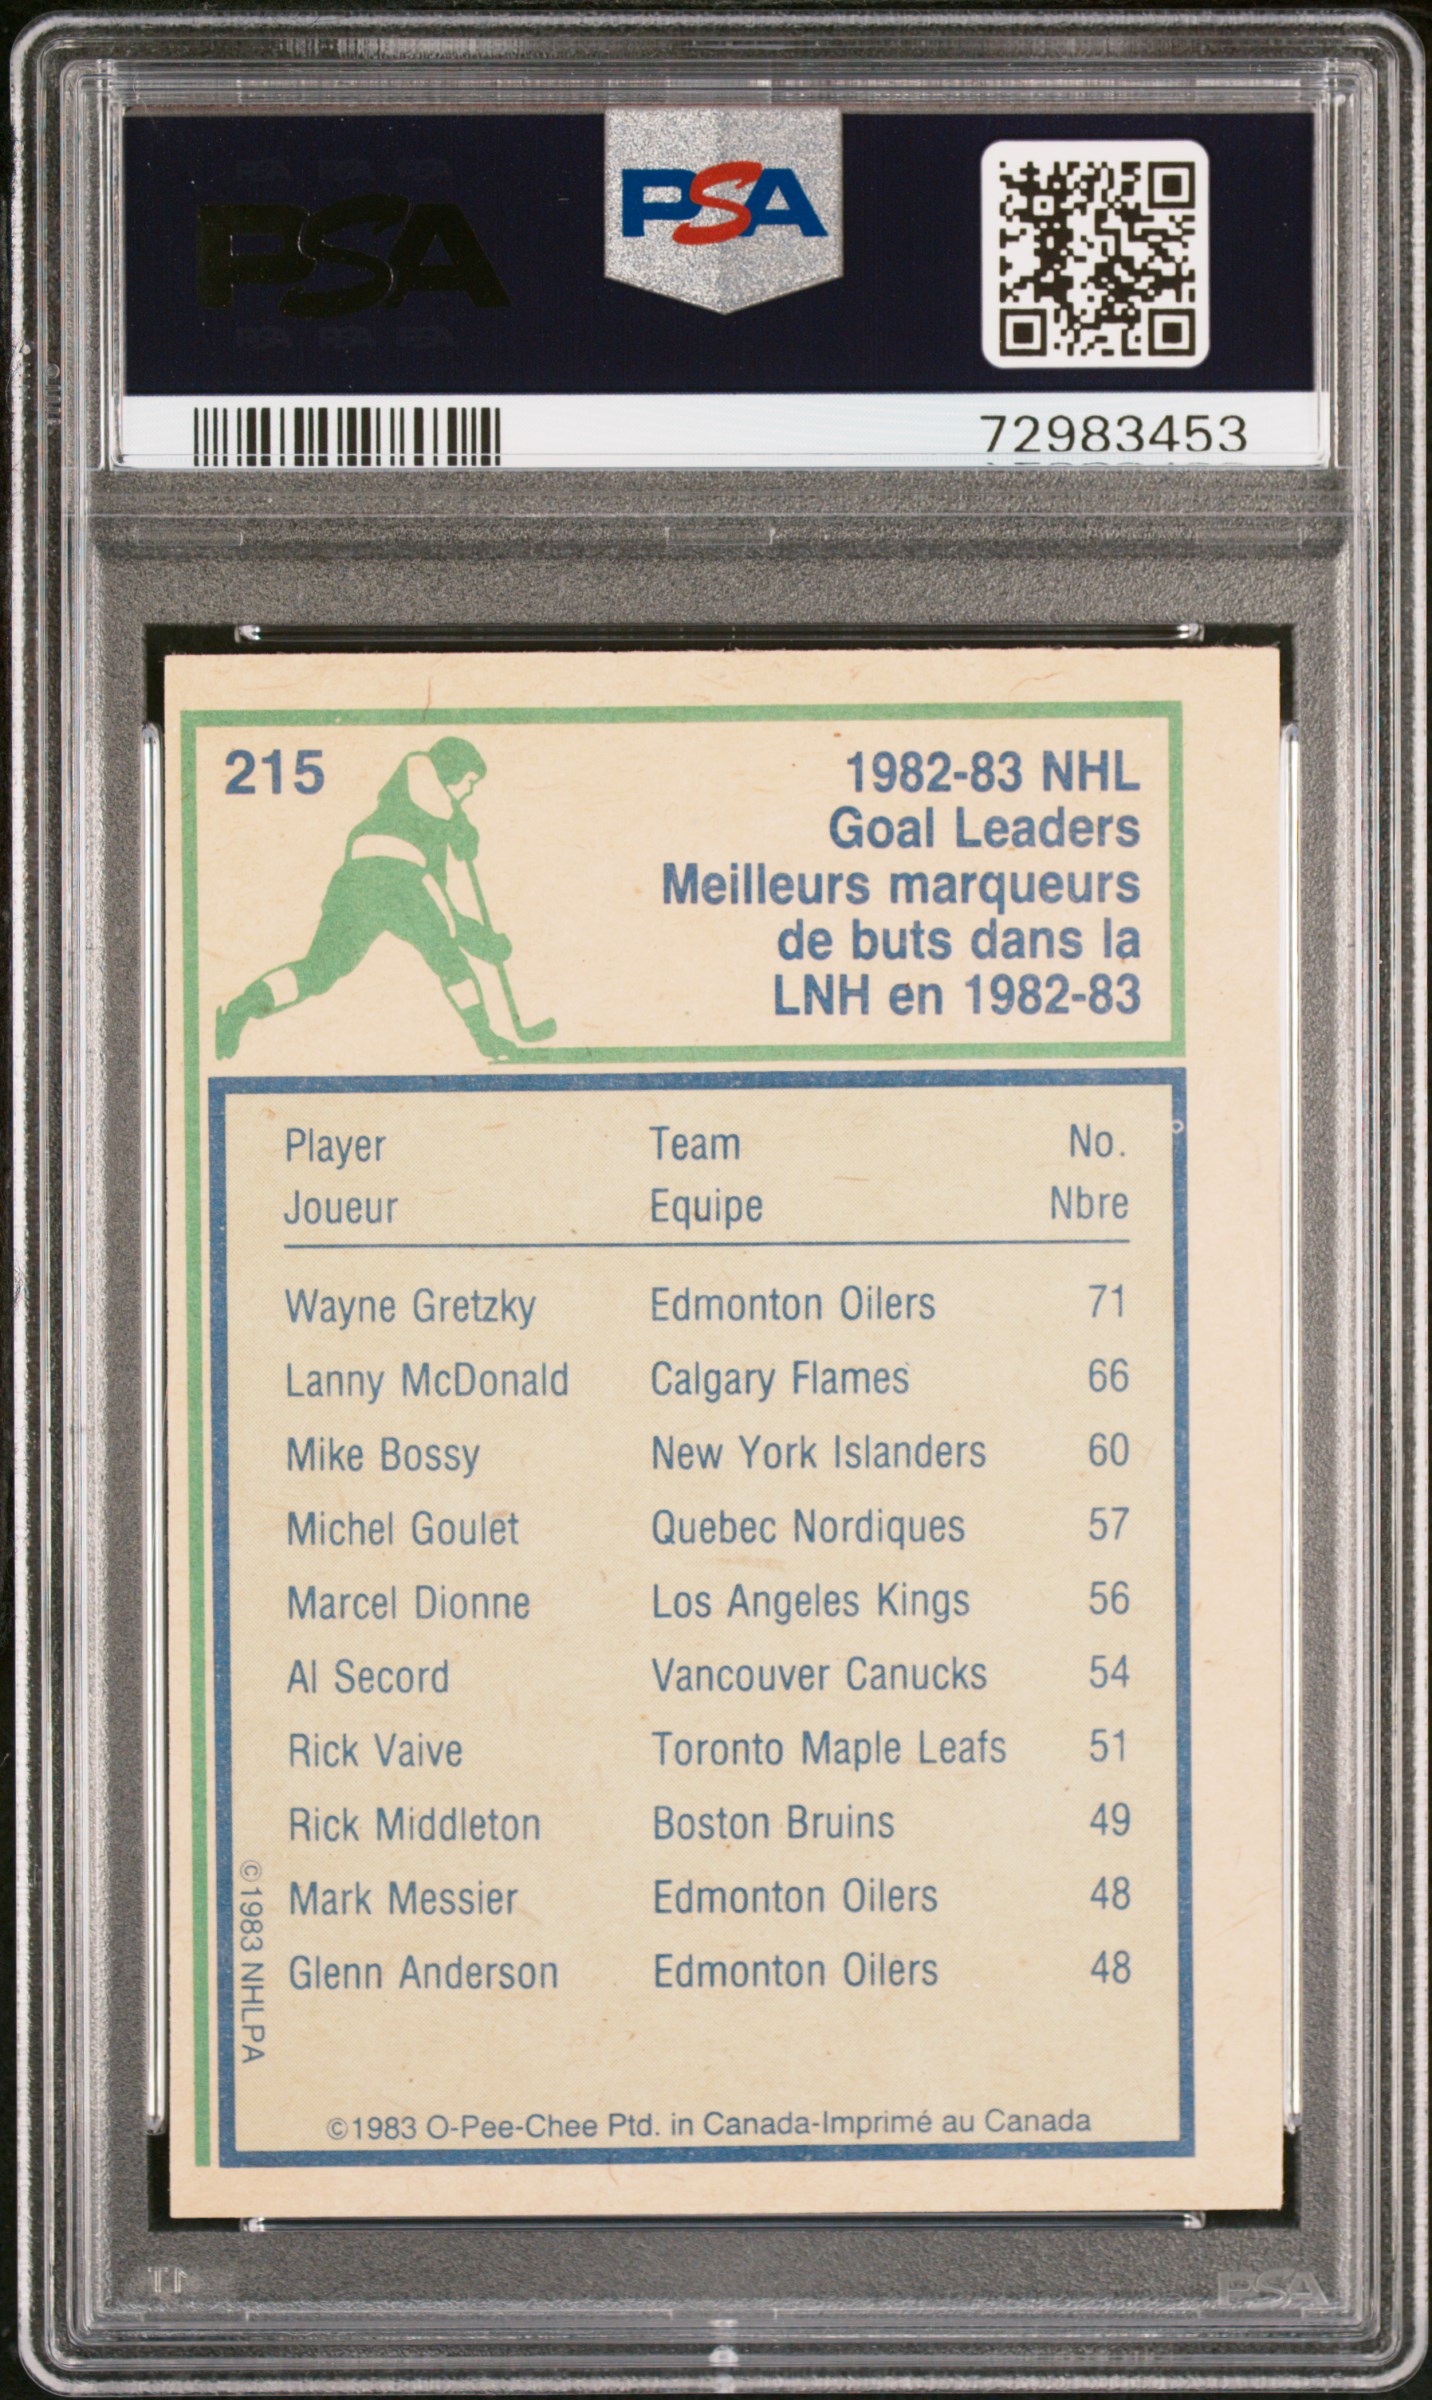 PSA
PSA
72983453
215
1982-83 NHL
Goal Leaders
Meilleurs marqueurs
de buts dans la
LNH en 1982-83
Player Team No.
Joueur Equipe Nbre
Wayne Gretzky Edmonton Oilers 71
Lanny McDonald Calgary Flames 66
Mike Bossy New York Islanders 60
Michel Goulet Quebec Nordiques 57
Marcel Dionne Los Angeles Kings 56
Al Secord Vancouver Canucks 54
Rick Vaive Toronto Maple Leafs 51
Rick Middleton Boston Bruins 49
Mark Messier Edmonton Oilers 48
Glenn Anderson Edmonton Oilers 48
©1983 NHLPA
©1983 O-Pee-Chee Ptd. in Canada-Imprimé au Canada
PSA